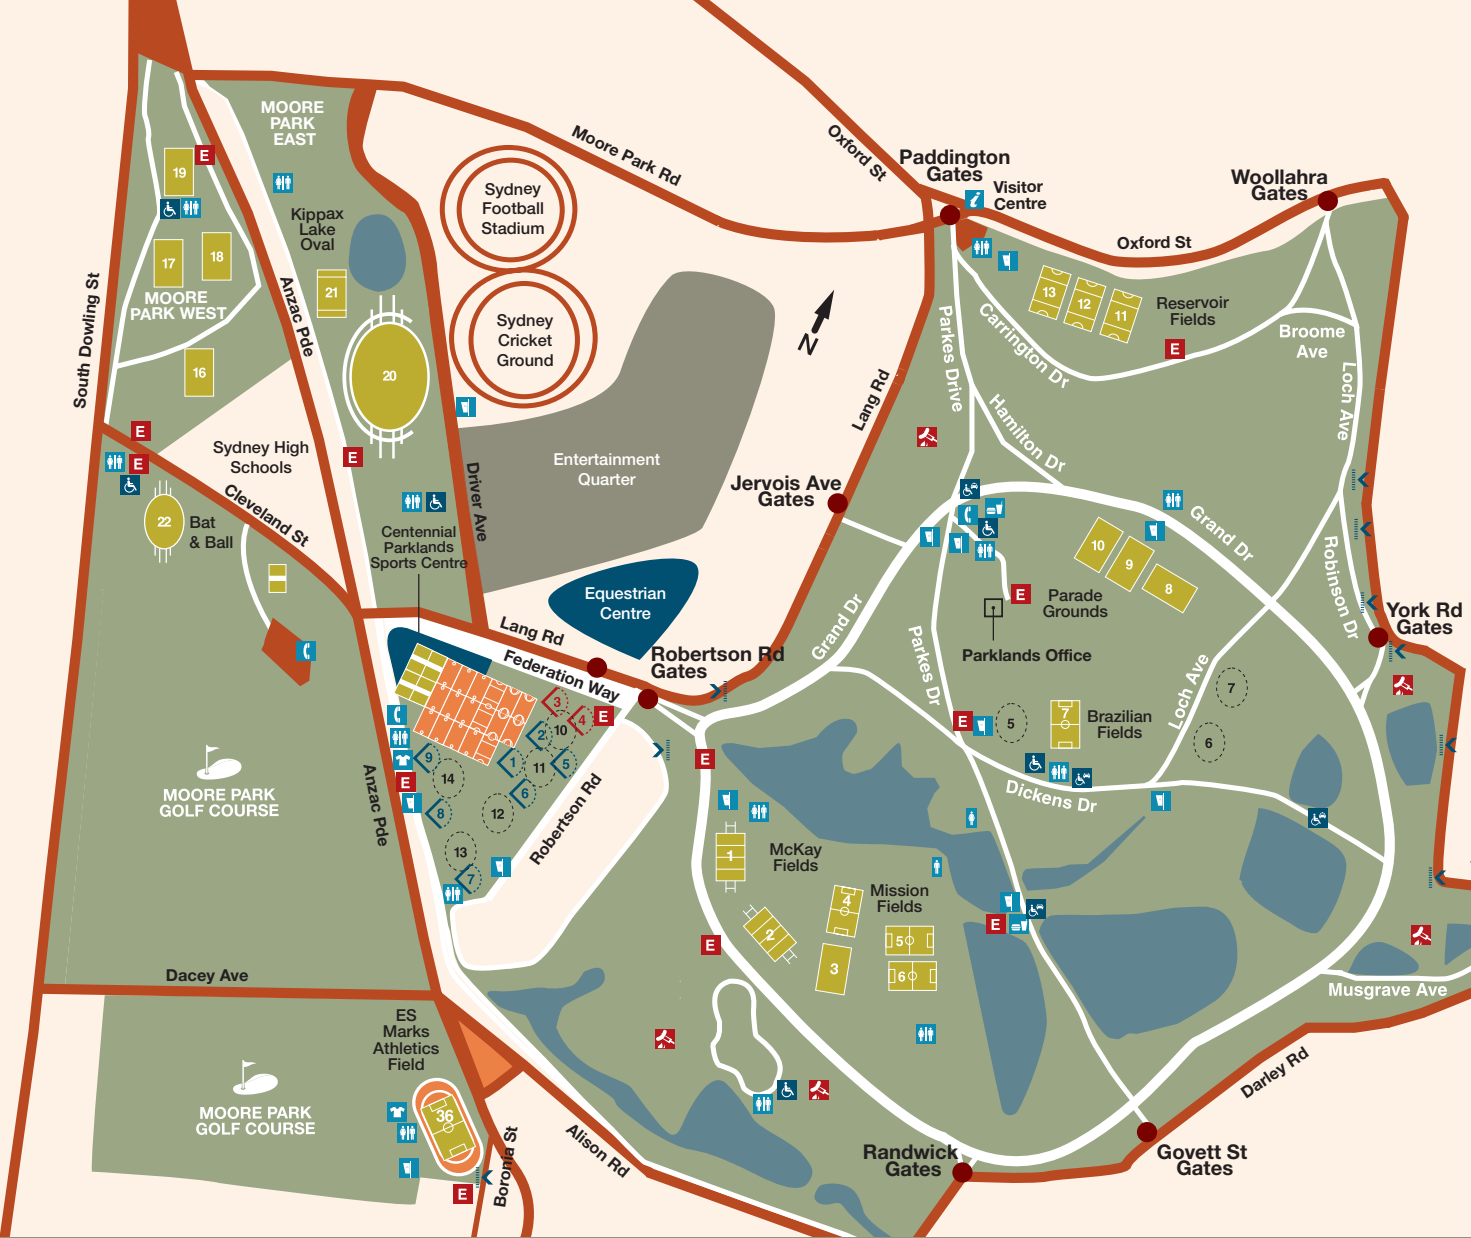 MOORE
PARK
EAST
Moore Park Rd
Oxford St
Paddington
Gates
Visitor
Centre
Woollahra
Gates
Oxford St
E
19
Kippax
Lake
Oval
Sydney
Football
Stadium
17
18
21
MOORE
PARK WEST
South Dowling St
Anzac Pde
Sydney
Cricket
Ground
N
13
12
11
Reservoir
Fields
E
Broome
Ave
Parkes Drive
Carrington Dr
Loch Ave
16
20
Lang Rd
Hamilton Dr
E
E
E
Sydney High
Schools
Cleveland St
Entertainment
Quarter
Driver Ave
Jervois Ave
Gates
22
Bat
& Ball
Centennial
Parklands
Sports Centre
Grand Dr
10
9
8
Robinson Dr
E
Parade
Grounds
Equestrian
Centre
Grand Dr
Parklands Office
York Rd
Gates
Lang Rd
Federation Way
Robertson Rd
Gates
Parkes Dr
Loch Ave
7
E
5
7
Brazilian
Fields
6
3
4
E
2
10
9
1
11
5
14
E
6
8
12
13
7
Robertson Rd
E
Anzac Pde
MOORE PARK
GOLF COURSE
Dickens Dr
1
McKay
Fields
Mission
Fields
4
2
3
5
6
E
E
Dacey Ave
Musgrave Ave
ES
Marks
Athletics
Field
36
MOORE PARK
GOLF COURSE
Darley Rd
Alison Rd
Boronia St
E
Randwick
Gates
Govett St
Gates